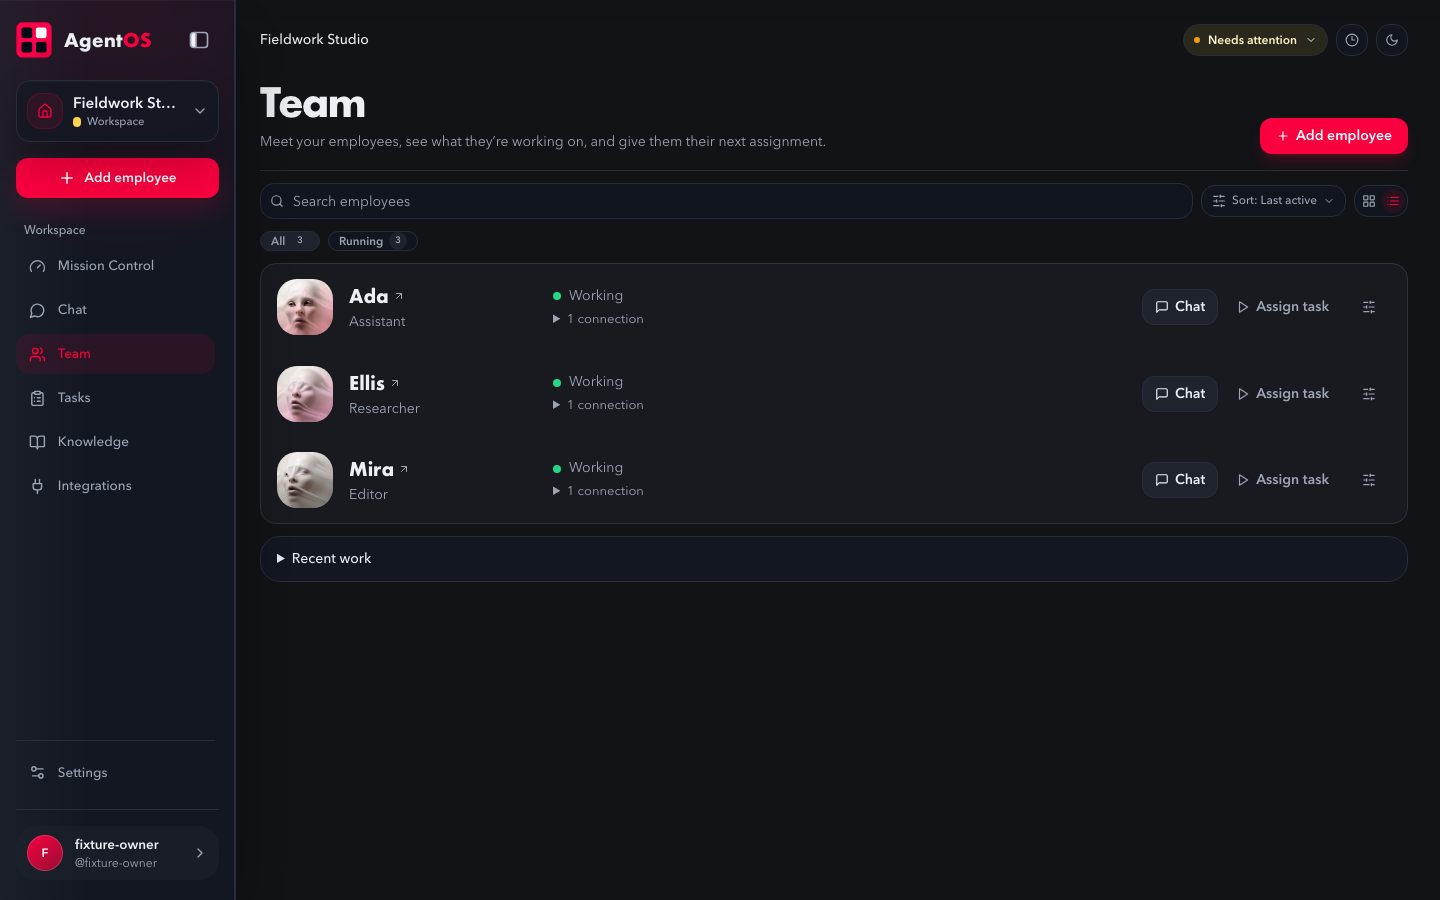 AgentOS
Fieldwork St...
Workspace
Add employee
Workspace
Mission Control
Chat
Team
Tasks
Knowledge
Integrations
Settings
F
fixture-owner
@fixture-owner
Fieldwork Studio
Needs attention
Team
Meet your employees, see what they’re working on, and give them their next assignment.
Add employee
Search employees
Sort: Last active
All 3
Running 3
Ada
Assistant
Working
1 connection
Chat
Assign task
Ellis
Researcher
Working
1 connection
Chat
Assign task
Mira
Editor
Working
1 connection
Chat
Assign task
Recent work